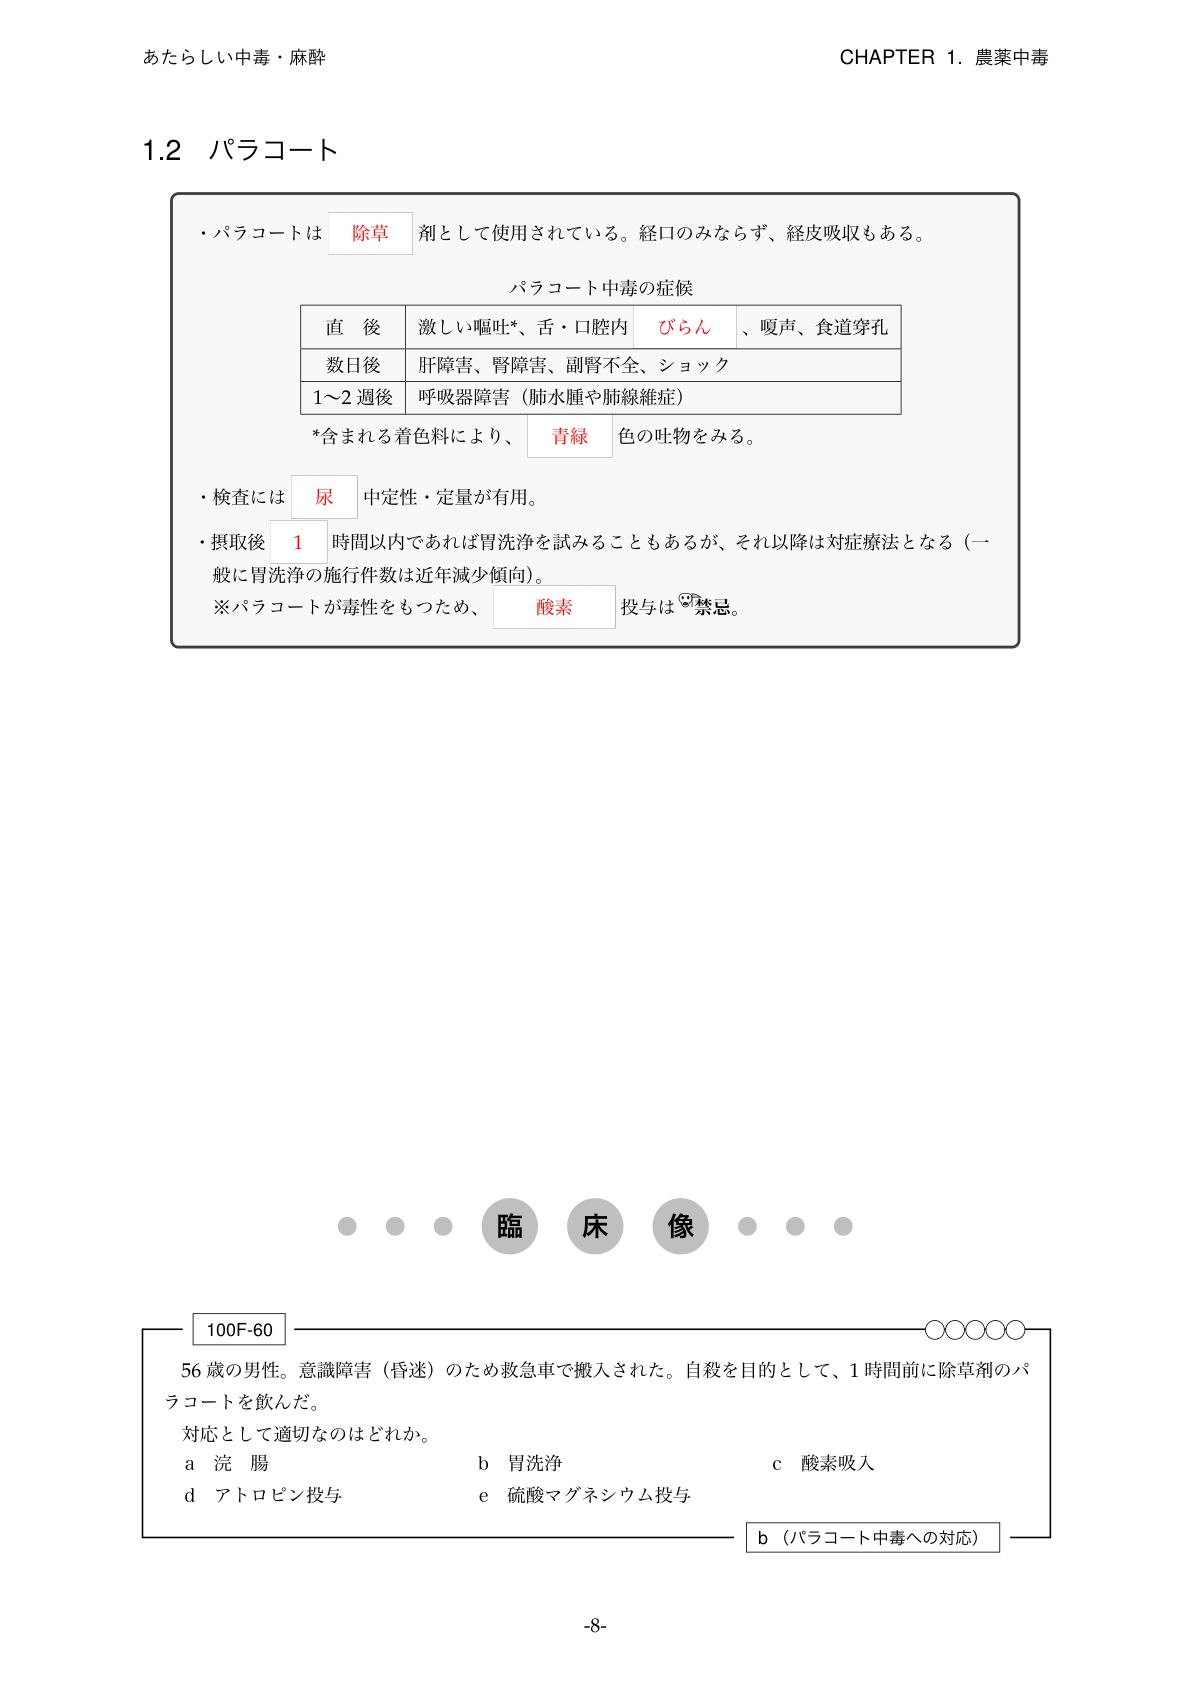 あたらしい中毒・麻酔
CHAPTER 1. 農薬中毒
1.2 パラコート
・パラコートは 除草 剤として使用されている。経口のみならず、経皮吸収もある。
パラコート中毒の症候
直　後 激しい嘔吐*、舌・口腔内 びらん 、嗄声、食道穿孔
数日後 肝障害、腎障害、副腎不全、ショック
1〜2 週後 呼吸器障害（肺水腫や肺線維症）
*含まれる着色料により、 青緑 色の吐物をみる。
・検査には 尿 中定性・定量が有用。
・摂取後 1 時間以内であれば胃洗浄を試みることもあるが、それ以降は対症療法となる（一
般に胃洗浄の施行件数は近年減少傾向）。
※パラコートが毒性をもつため、 酸素 投与は禁忌。
臨 床 像
100F-60
56 歳の男性。意識障害（昏迷）のため救急車で搬入された。自殺を目的として、1 時間前に除草剤のパ
ラコートを飲んだ。
対応として適切なのはどれか。
a 浣　腸 b 胃洗浄 c 酸素吸入
d アトロピン投与 e 硫酸マグネシウム投与
b （パラコート中毒への対応）
-8-